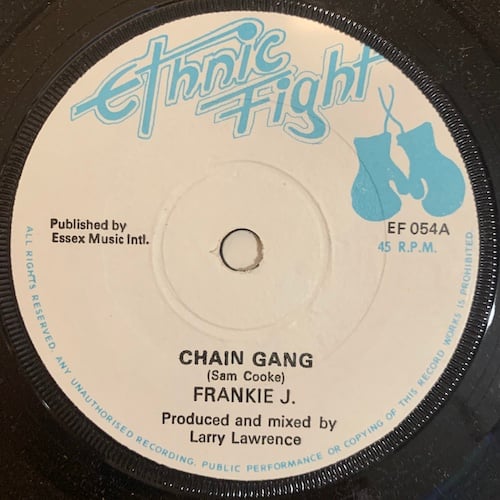 Ethnic
Fight
Published by
Essex Music Intl.
EF 054A
45 R.P.M.
CHAIN GANG
(Sam Cooke)
FRANKIE J.
Produced and mixed by
Larry Lawrence
ALL RIGHTS RESERVED. ANY UNAUTHORISED RECORDING, PUBLIC PERFORMANCE OR COPYING OF THIS RECORD WORKS IS PROHIBITED.